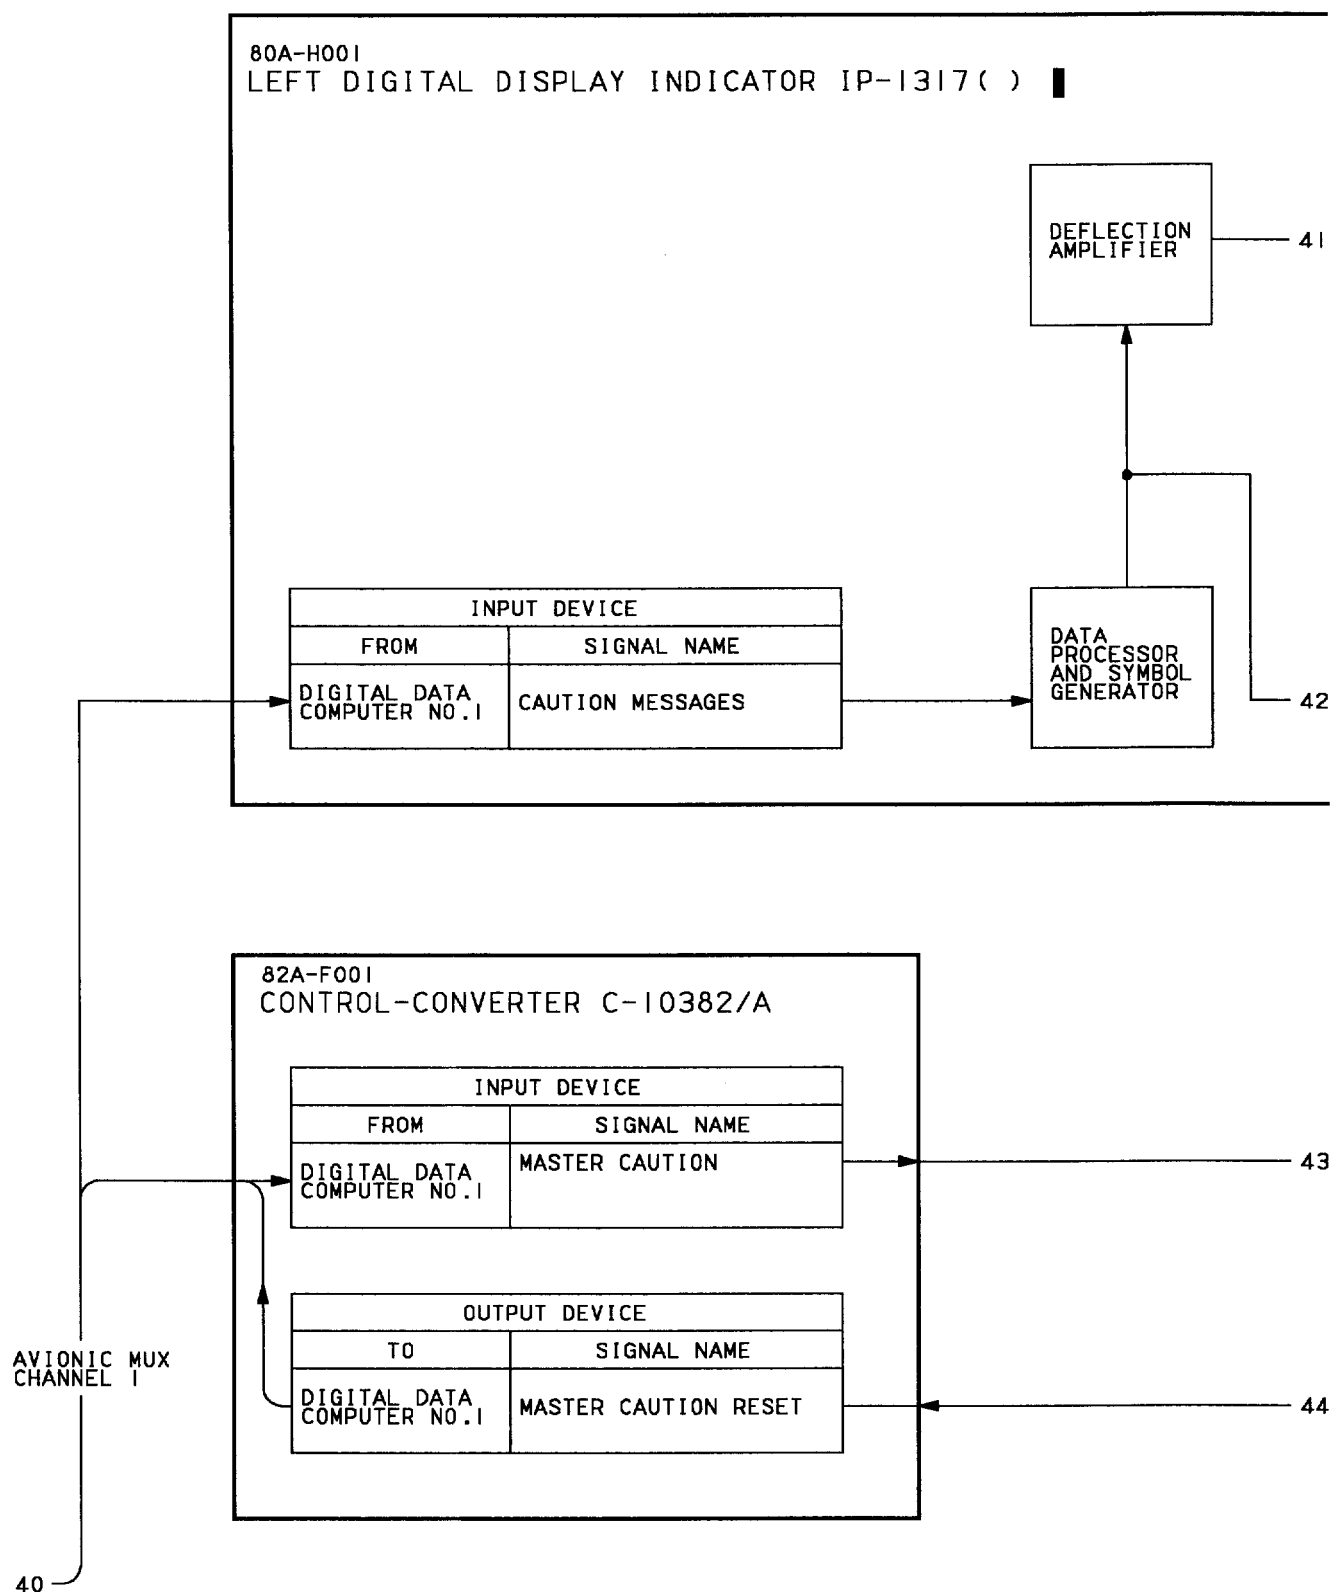 80A-H001
LEFT DIGITAL DISPLAY INDICATOR IP-1317( )
DEFLECTION
AMPLIFIER
41
INPUT DEVICE
FROM
SIGNAL NAME
DIGITAL DATA
COMPUTER NO.1
CAUTION MESSAGES
DATA
PROCESSOR
AND SYMBOL
GENERATOR
42
82A-F001
CONTROL-CONVERTER C-10382/A
INPUT DEVICE
FROM
SIGNAL NAME
DIGITAL DATA
COMPUTER NO.1
MASTER CAUTION
43
OUTPUT DEVICE
TO
SIGNAL NAME
DIGITAL DATA
COMPUTER NO.1
MASTER CAUTION RESET
44
AVIONIC MUX
CHANNEL 1
40